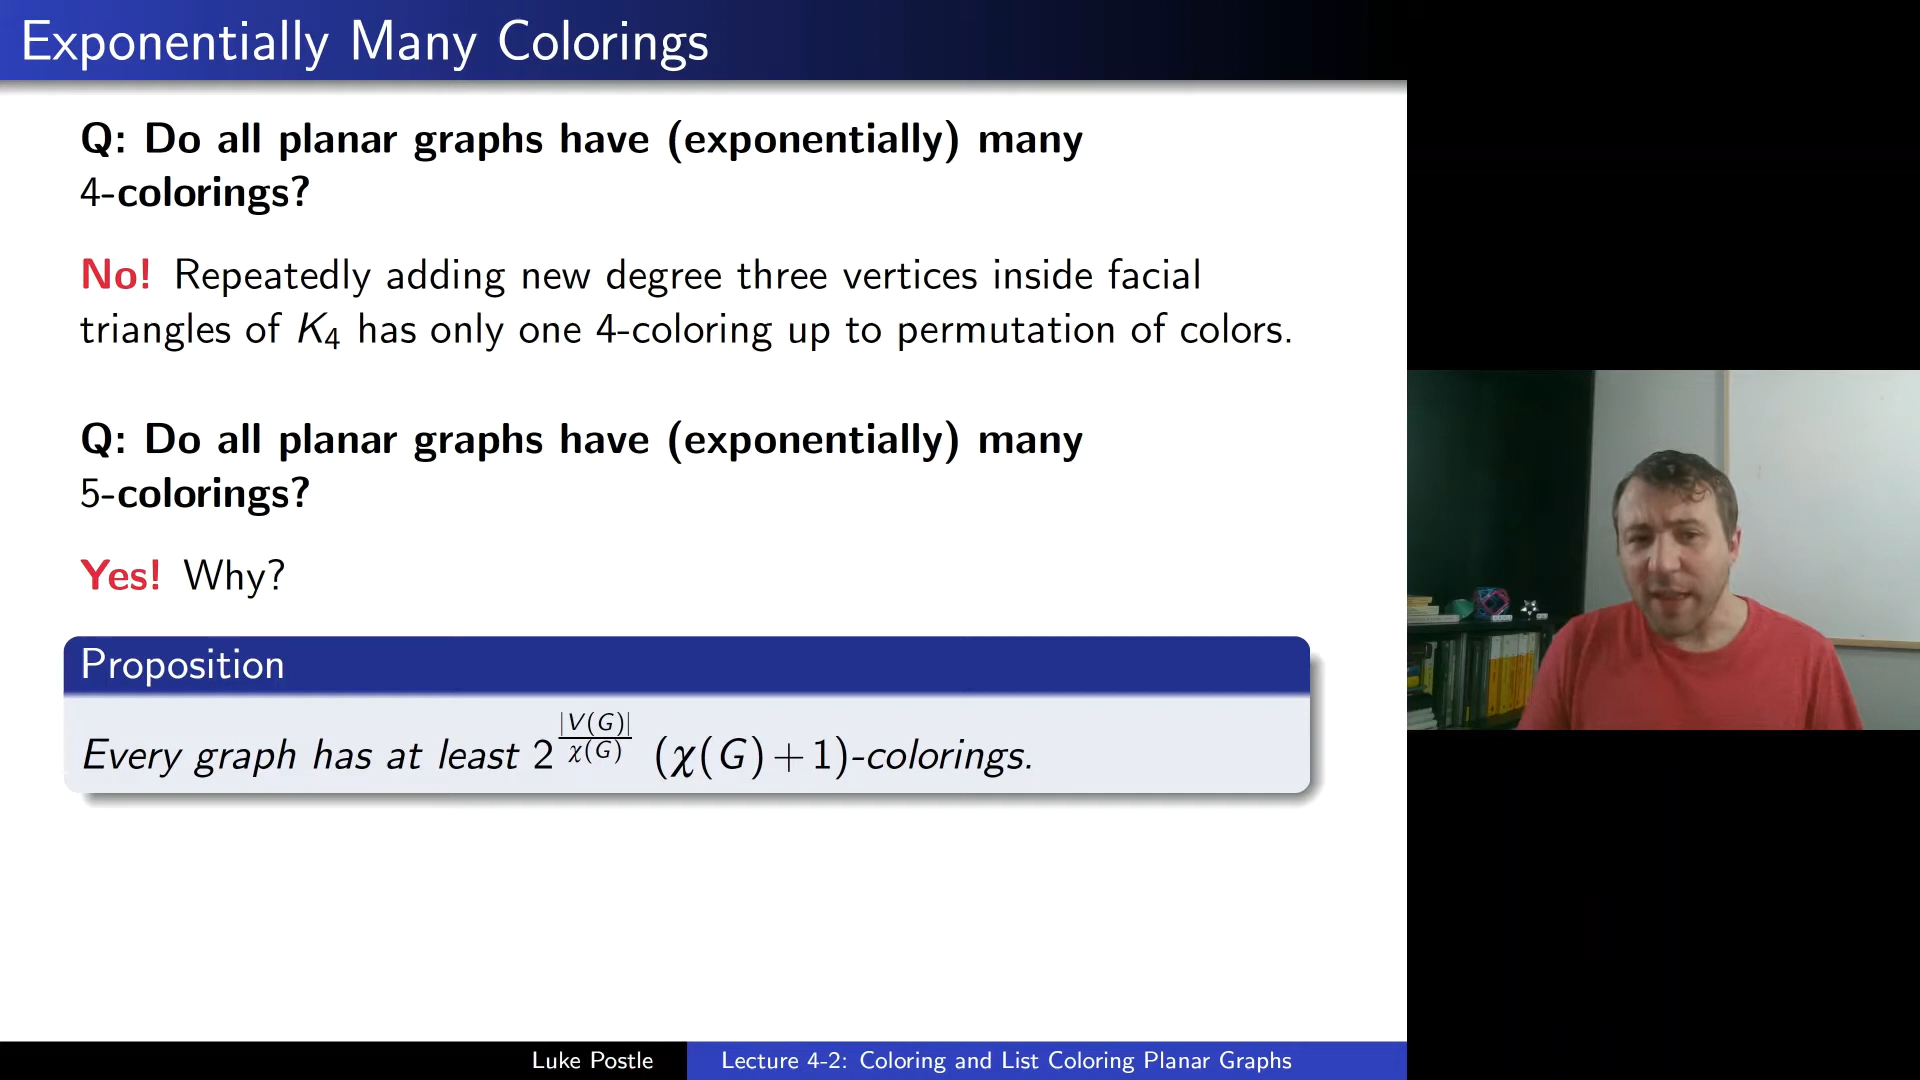 Exponentially Many Colorings
Q: Do all planar graphs have (exponentially) many
4-colorings?
No! Repeatedly adding new degree three vertices inside facial
triangles of K₄ has only one 4-coloring up to permutation of colors.
Q: Do all planar graphs have (exponentially) many
5-colorings?
Yes! Why?
Proposition
Every graph has at least 2^{|V(G)|/χ(G)} (χ(G)+1)-colorings.
Luke Postle
Lecture 4-2: Coloring and List Coloring Planar Graphs